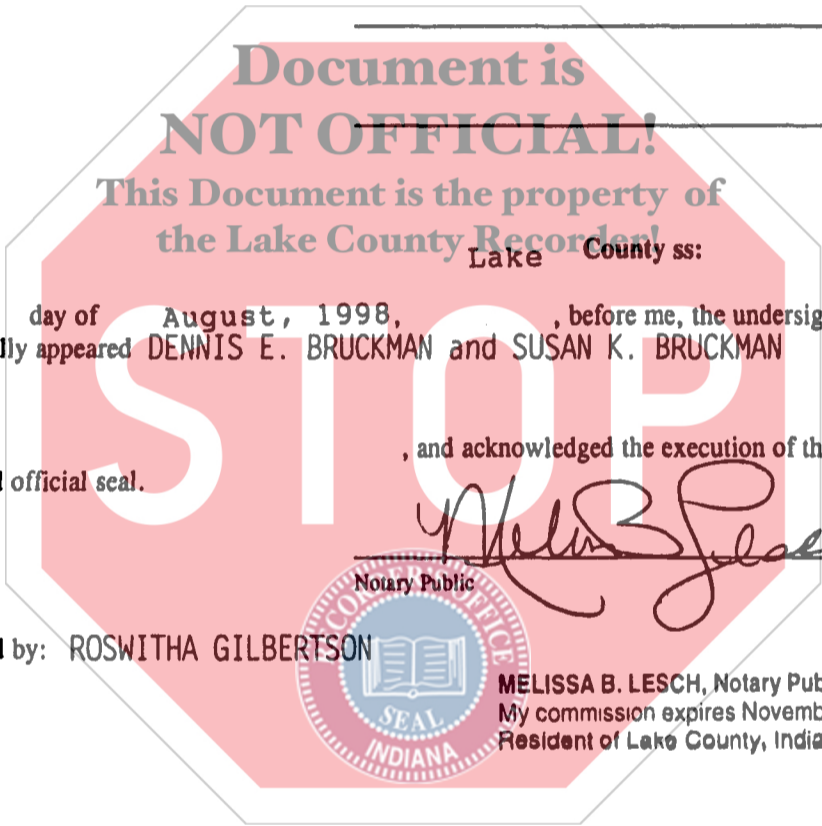 Document is
NOT OFFICIAL!
This Document is the property of
the Lake County Recorder!
Lake County ss:
day of August, 1998, , before me, the undersig
lly appeared DENNIS E. BRUCKMAN and SUSAN K. BRUCKMAN
STOP
, and acknowledged the execution of th
official seal.
Notary Public
RECORDER'S OFFICE
by: ROSWITHA GILBERTSON
SEAL
INDIANA
MELISSA B. LESCH, Notary Pub
My commission expires Novemb
Resident of Lake County, India